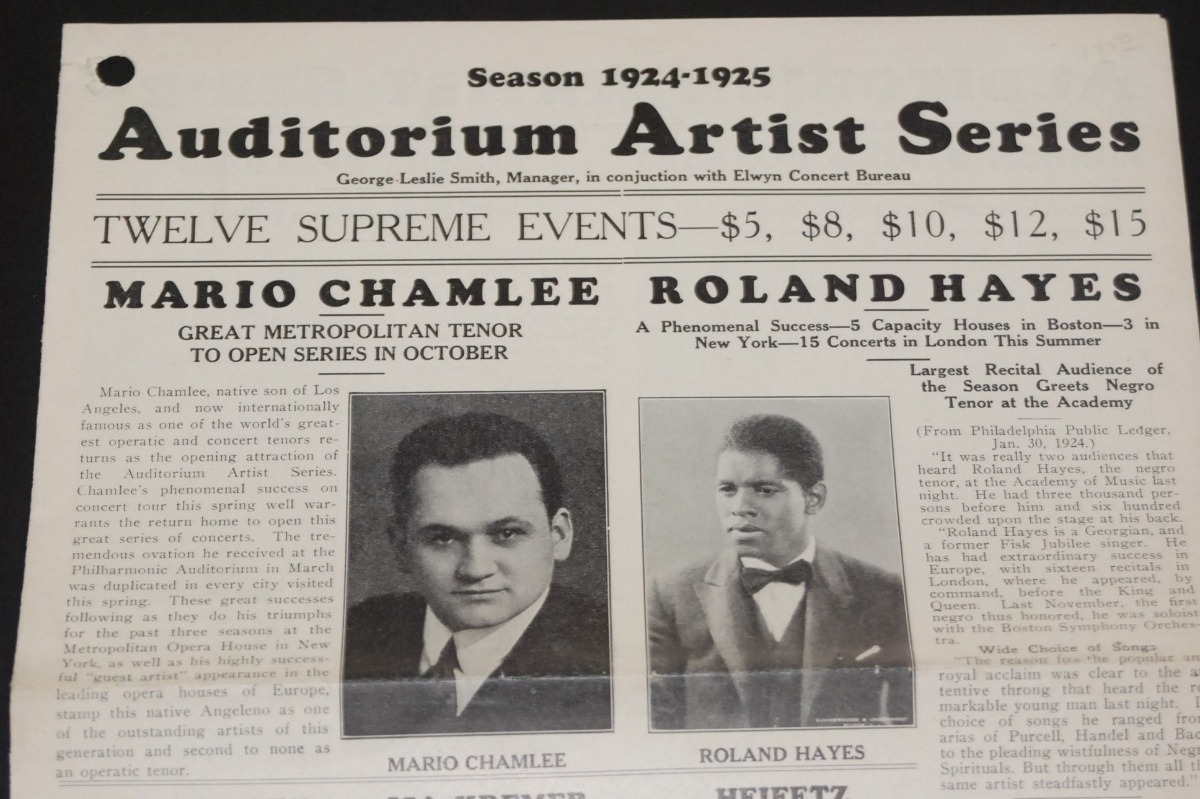 Season 1924-1925
Auditorium Artist Series
George Leslie Smith, Manager, in conjuction with Elwyn Concert Bureau
TWELVE SUPREME EVENTS—$5, $8, $10, $12, $15
MARIO CHAMLEE
GREAT METROPOLITAN TENOR
TO OPEN SERIES IN OCTOBER
Mario Chamlee, native son of Los
Angeles, and now internationally
famous as one of the world's great-
est operatic and concert tenors re-
turns as the opening attraction of
the Auditorium Artist Series.
Chamlee's phenomenal success on
concert tour this spring well war-
rants the return home to open this
great series of concerts. The tre-
mendous ovation he received at the
Philharmonic Auditorium in March
was duplicated in every city visited
this spring. These great successes
following as they do his triumphs
for the past three seasons at the
Metropolitan Opera House in New
York, as well as his highly success-
ful "guest artist" appearance in the
leading opera houses of Europe,
stamp this native Angeleno as one
of the outstanding artists of this
generation and second to none as
an operatic tenor.
MARIO CHAMLEE
ROLAND HAYES
A Phenomenal Success—5 Capacity Houses in Boston—3 in
New York—15 Concerts in London This Summer
Largest Recital Audience of
the Season Greets Negro
Tenor at the Academy
(From Philadelphia Public Ledger,
Jan. 30, 1924.)
"It was really two audiences that
heard Roland Hayes, the negro
tenor, at the Academy of Music last
night. He had three thousand per-
sons before him and six hundred
crowded upon the stage at his back.
"Roland Hayes is a Georgian, and
a former Fisk Jubilee singer. He
has had extraordinary success in
Europe, with sixteen recitals in
London, where he appeared, by
command, before the King and
Queen. Last November, the first
negro thus honored, he was soloist
with the Boston Symphony Orches-
tra.
Wide Choice of Songs
"The reason for the popular an
royal acclaim was clear to the a
tentive throng that heard the r
markable young man last night. I
choice of songs he ranged fro
arias of Purcell, Handel and Bac
to the pleading wistfulness of Negr
Spirituals. But through them all th
same artist steadfastly appeared."
ROLAND HAYES
KREMER
HEIFETZ